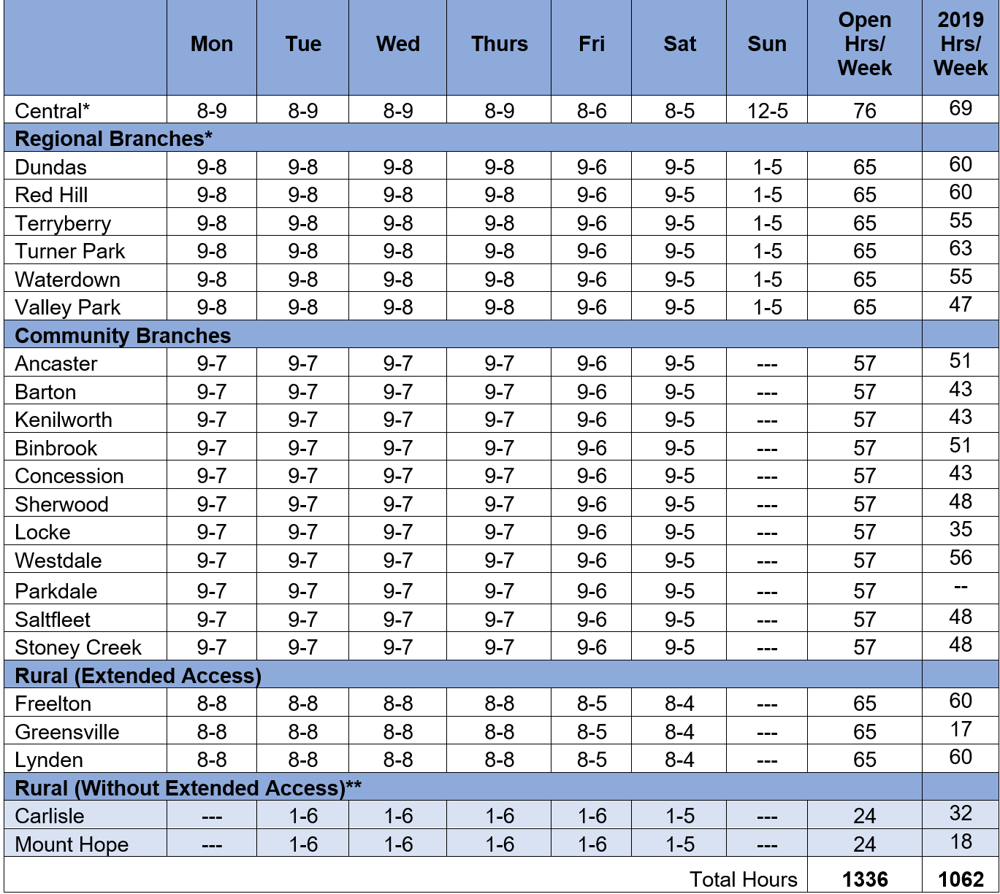 Mon Tue Wed Thurs Fri Sat Sun Open Hrs/ Week 2019 Hrs/ Week
Central* 8-9 8-9 8-9 8-9 8-6 8-5 12-5 76 69
Regional Branches*
Dundas 9-8 9-8 9-8 9-8 9-6 9-5 1-5 65 60
Red Hill 9-8 9-8 9-8 9-8 9-6 9-5 1-5 65 60
Terryberry 9-8 9-8 9-8 9-8 9-6 9-5 1-5 65 55
Turner Park 9-8 9-8 9-8 9-8 9-6 9-5 1-5 65 63
Waterdown 9-8 9-8 9-8 9-8 9-6 9-5 1-5 65 55
Valley Park 9-8 9-8 9-8 9-8 9-6 9-5 1-5 65 47
Community Branches
Ancaster 9-7 9-7 9-7 9-7 9-6 9-5 --- 57 51
Barton 9-7 9-7 9-7 9-7 9-6 9-5 --- 57 43
Kenilworth 9-7 9-7 9-7 9-7 9-6 9-5 --- 57 43
Binbrook 9-7 9-7 9-7 9-7 9-6 9-5 --- 57 51
Concession 9-7 9-7 9-7 9-7 9-6 9-5 --- 57 43
Sherwood 9-7 9-7 9-7 9-7 9-6 9-5 --- 57 48
Locke 9-7 9-7 9-7 9-7 9-6 9-5 --- 57 35
Westdale 9-7 9-7 9-7 9-7 9-6 9-5 --- 57 56
Parkdale 9-7 9-7 9-7 9-7 9-6 9-5 --- 57 --
Saltfleet 9-7 9-7 9-7 9-7 9-6 9-5 --- 57 48
Stoney Creek 9-7 9-7 9-7 9-7 9-6 9-5 --- 57 48
Rural (Extended Access)
Freelton 8-8 8-8 8-8 8-8 8-5 8-4 --- 65 60
Greensville 8-8 8-8 8-8 8-8 8-5 8-4 --- 65 17
Lynden 8-8 8-8 8-8 8-8 8-5 8-4 --- 65 60
Rural (Without Extended Access)**
Carlisle --- 1-6 1-6 1-6 1-6 1-5 --- 24 32
Mount Hope --- 1-6 1-6 1-6 1-6 1-5 --- 24 18
Total Hours 1336 1062